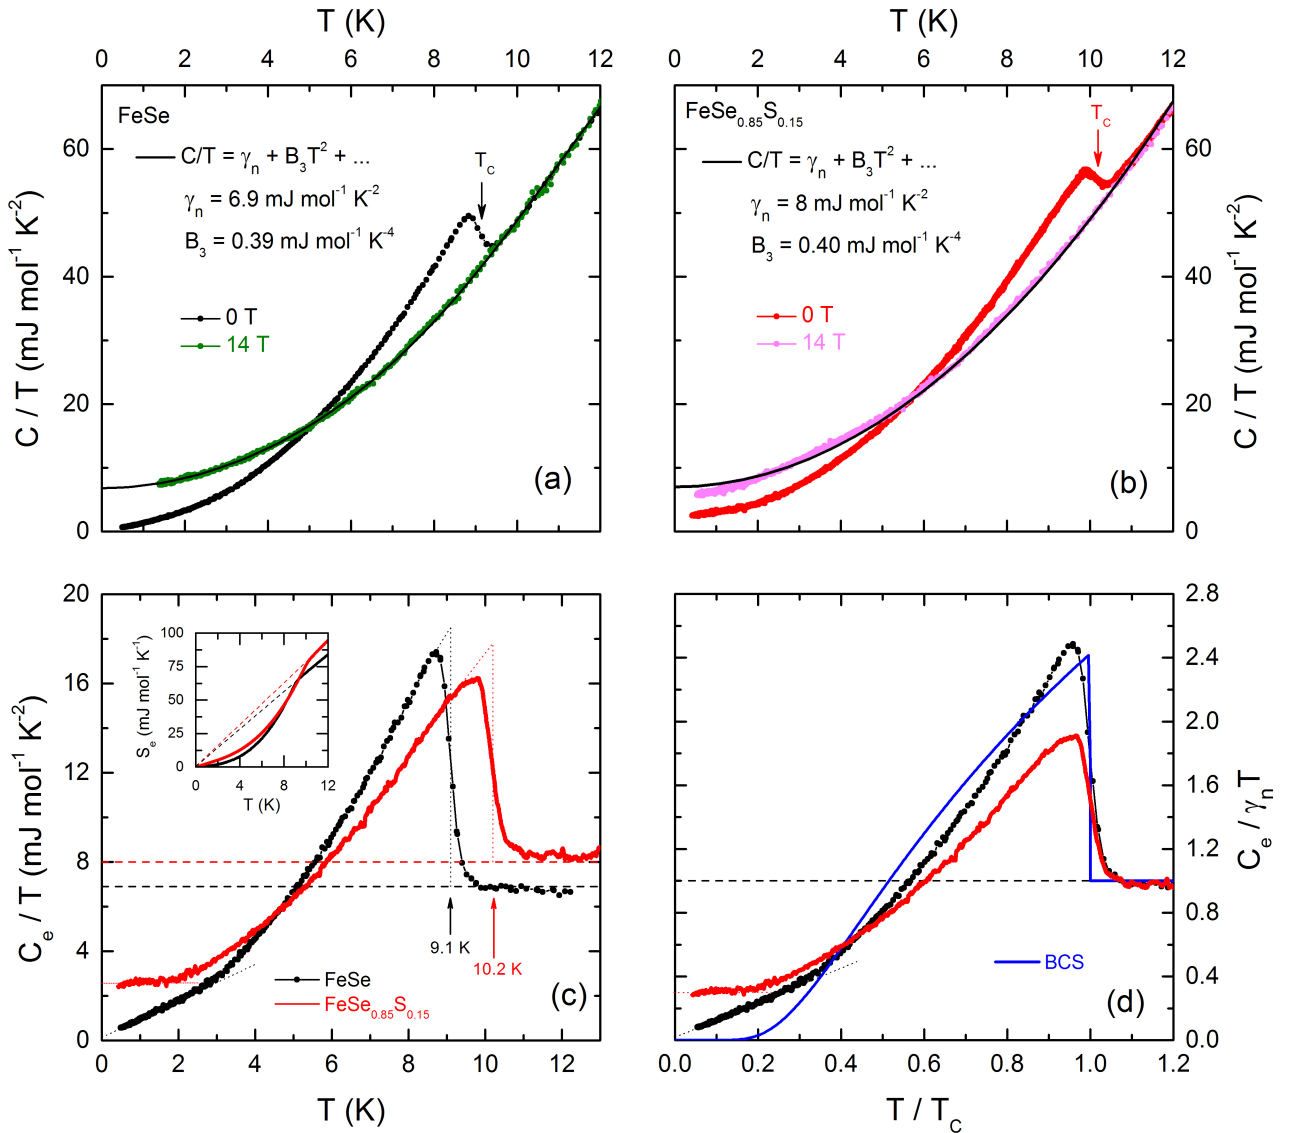 T (K)
0 2 4 6 8 10 12
FeSe
C/T = γn + B3T2 + ...
γn = 6.9 mJ mol-1 K-2
B3 = 0.39 mJ mol-1 K-4
TC
0 T
14 T
(a)
60
40
20
0
C / T (mJ mol-1 K-2)
T (K)
0 2 4 6 8 10 12
FeSe0.85S0.15
C/T = γn + B3T2 + ...
γn = 8 mJ mol-1 K-2
B3 = 0.40 mJ mol-1 K-4
TC
0 T
14 T
(b)
60
40
20
0
C / T (mJ mol-1 K-2)
20
16
12
8
4
0
Ce / T (mJ mol-1 K-2)
100
75
50
25
0
Se (mJ mol-1 K-1)
0 4 8 12
T (K)
9.1 K
10.2 K
FeSe
FeSe0.85S0.15
(c)
0 2 4 6 8 10 12
T (K)
2.8
2.4
2.0
1.6
1.2
0.8
0.4
0.0
Ce / γnT
BCS
(d)
0.0 0.2 0.4 0.6 0.8 1.0 1.2
T / TC